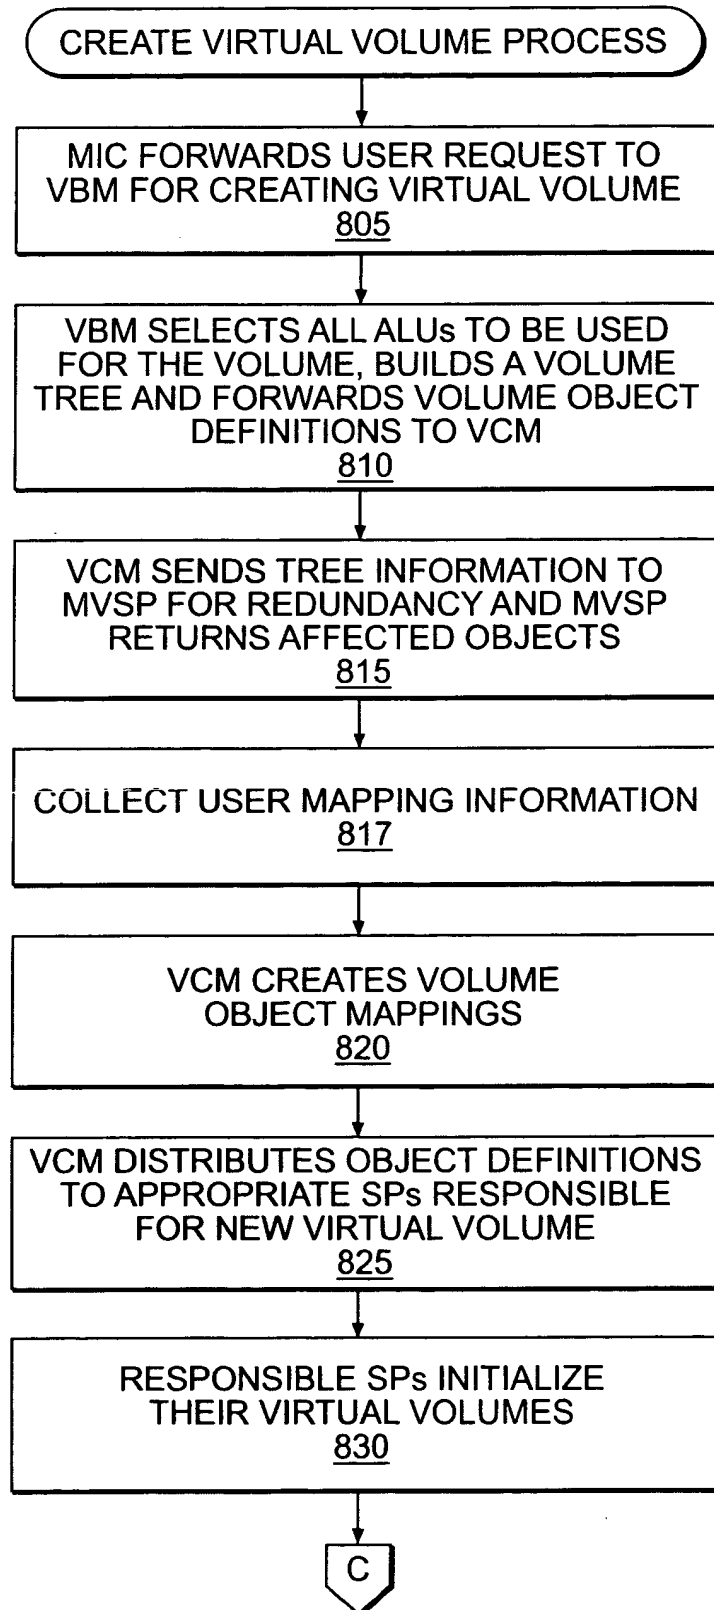 CREATE VIRTUAL VOLUME PROCESS
MIC FORWARDS USER REQUEST TO
VBM FOR CREATING VIRTUAL VOLUME
805
VBM SELECTS ALL ALUs TO BE USED
FOR THE VOLUME, BUILDS A VOLUME
TREE AND FORWARDS VOLUME OBJECT
DEFINITIONS TO VCM
810
VCM SENDS TREE INFORMATION TO
MVSP FOR REDUNDANCY AND MVSP
RETURNS AFFECTED OBJECTS
815
COLLECT USER MAPPING INFORMATION
817
VCM CREATES VOLUME
OBJECT MAPPINGS
820
VCM DISTRIBUTES OBJECT DEFINITIONS
TO APPROPRIATE SPs RESPONSIBLE
FOR NEW VIRTUAL VOLUME
825
RESPONSIBLE SPs INITIALIZE
THEIR VIRTUAL VOLUMES
830
C